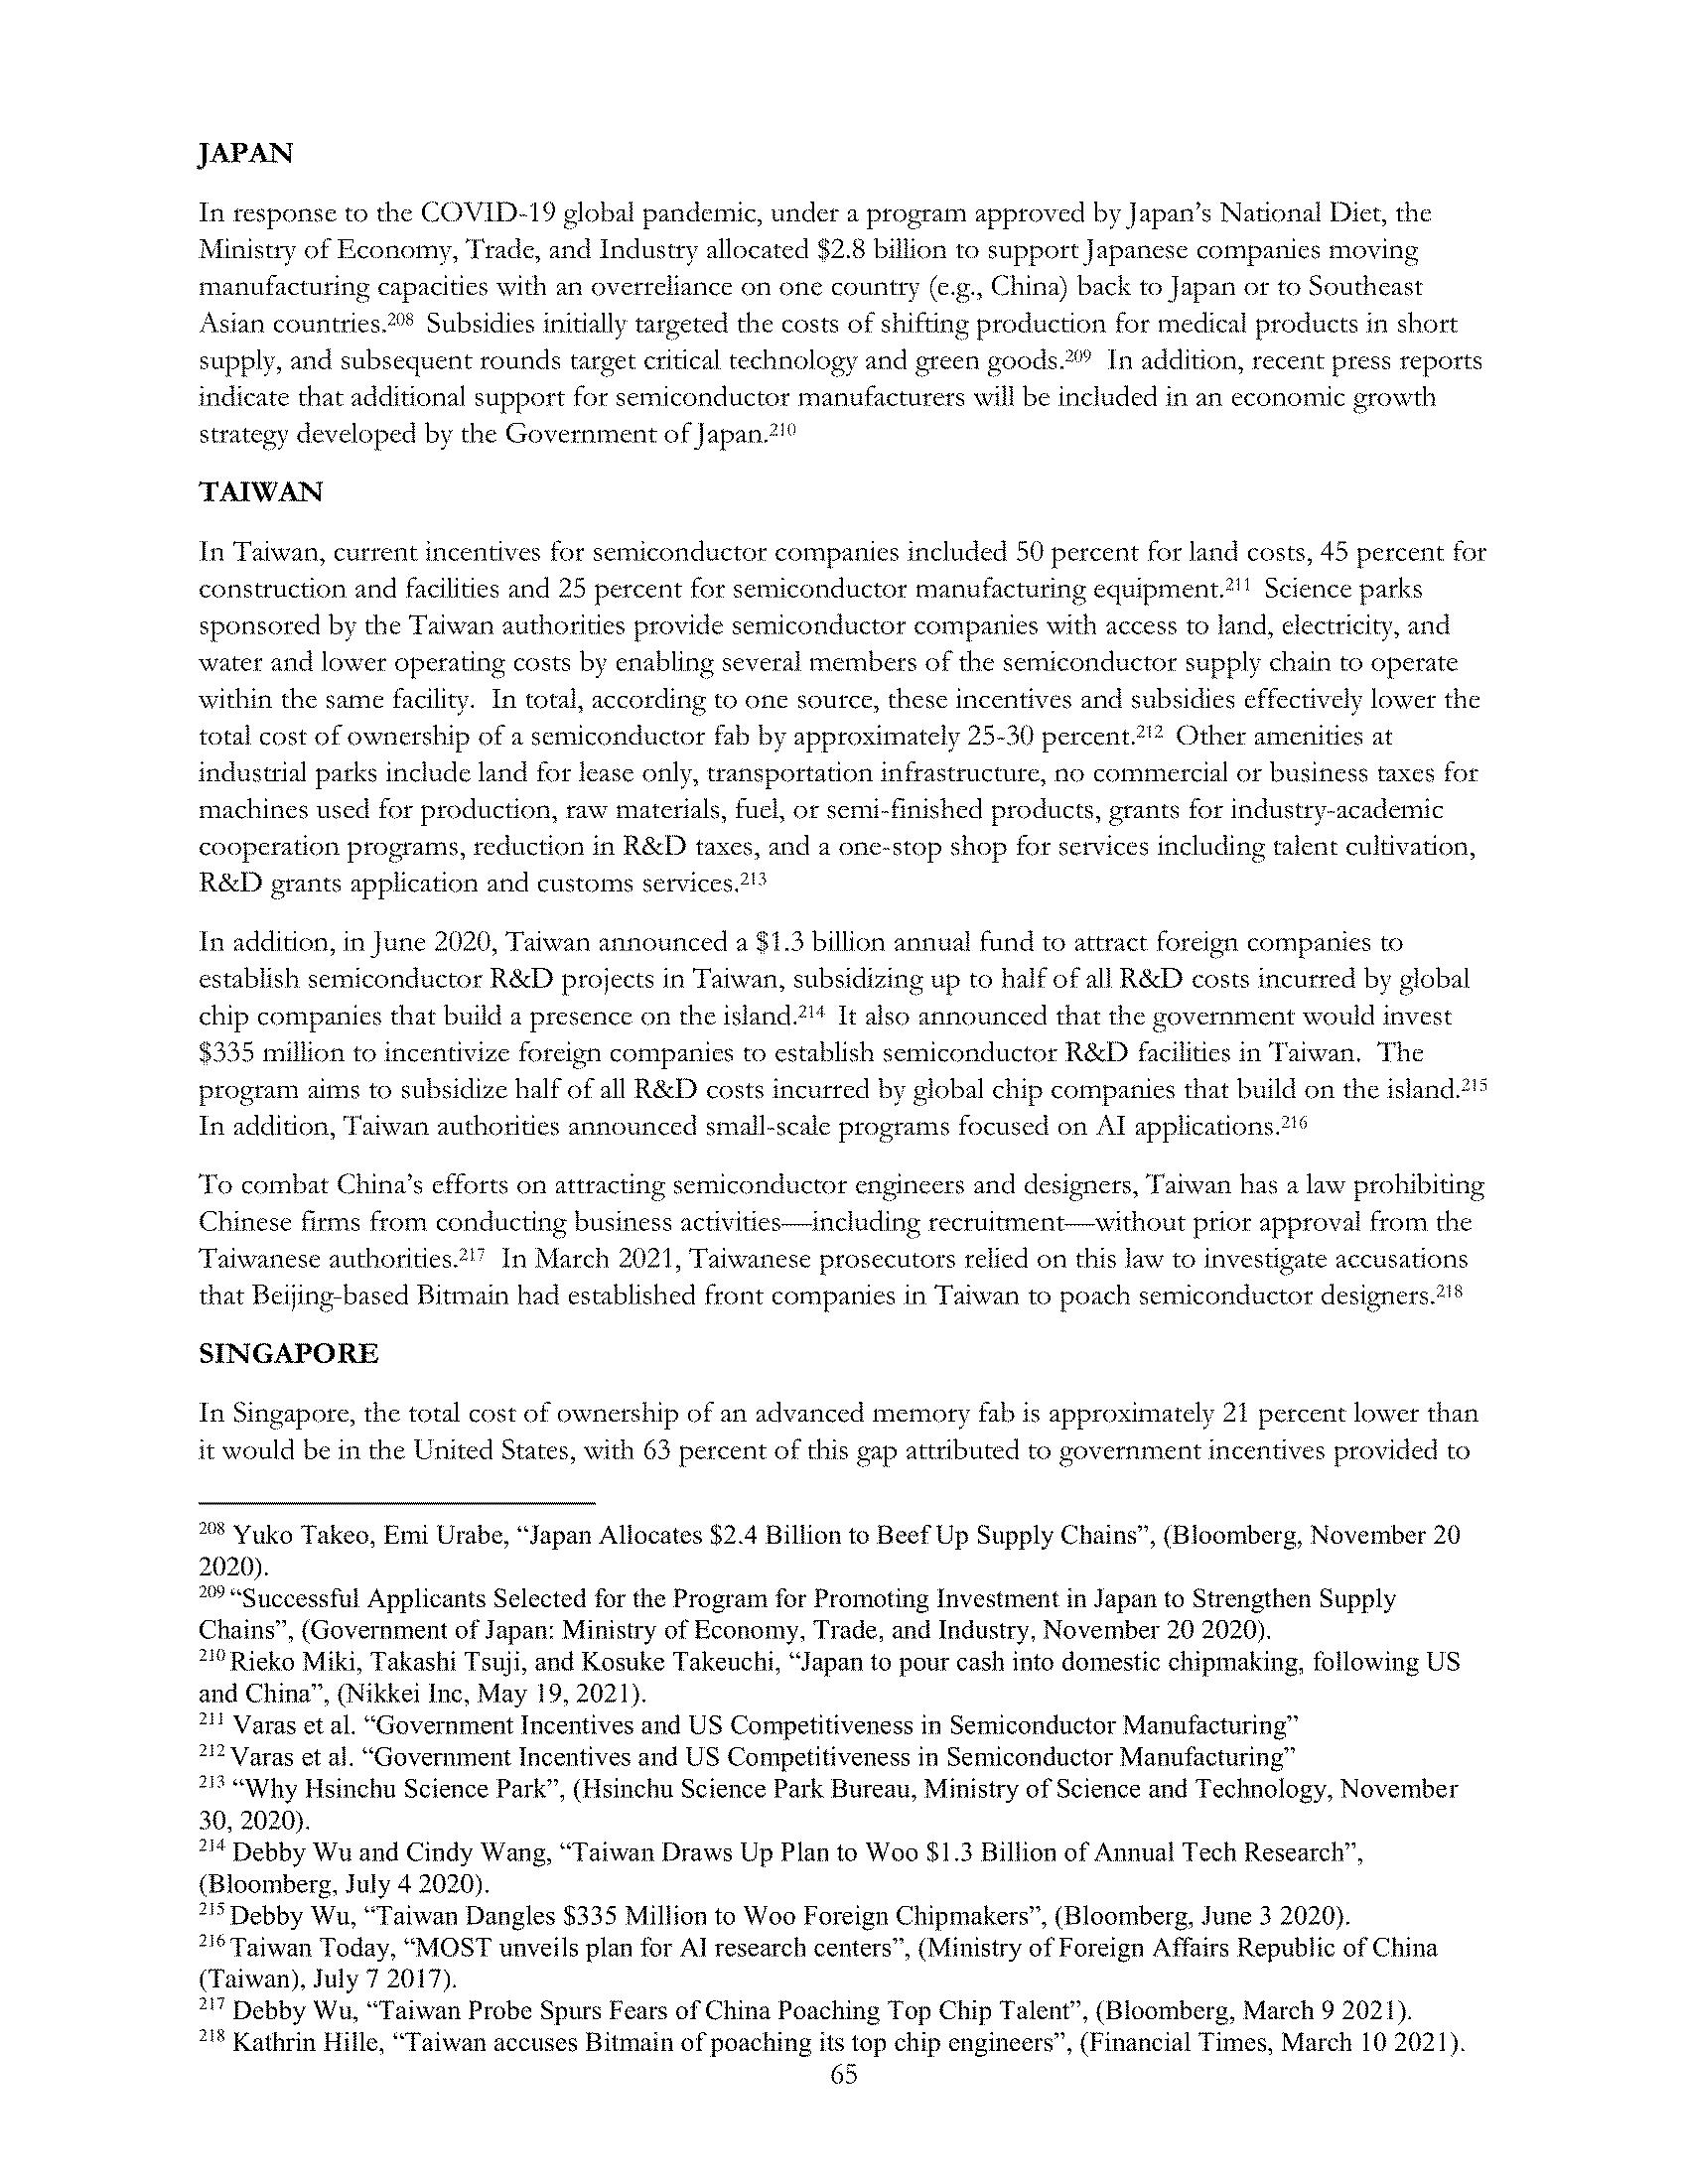 JAPAN
In response to the COVID-19 global pandemic, under a program approved by Japan's National Diet, the
Ministry of Economy, Trade, and Industry allocated $2.8 billion to support Japanese companies moving
manufacturing capacities with an overreliance on one country (e.g., China) back to Japan or to Southeast
Asian countries.208 Subsidies initially targeted the costs of shifting production for medical products in short
supply, and subsequent rounds target critical technology and green goods.209 In addition, recent press reports
indicate that additional support for semiconductor manufacturers will be included in an economic growth
strategy developed by the Government of Japan.210
TAIWAN
In Taiwan, current incentives for semiconductor companies included 50 percent for land costs, 45 percent for
construction and facilities and 25 percent for semiconductor manufacturing equipment.211 Science parks
sponsored by the Taiwan authorities provide semiconductor companies with access to land, electricity, and
water and lower operating costs by enabling several members of the semiconductor supply chain to operate
within the same facility. In total, according to one source, these incentives and subsidies effectively lower the
total cost of ownership of a semiconductor fab by approximately 25-30 percent.212 Other amenities at
industrial parks include land for lease only, transportation infrastructure, no commercial or business taxes for
machines used for production, raw materials, fuel, or semi-finished products, grants for industry-academic
cooperation programs, reduction in R&D taxes, and a one-stop shop for services including talent cultivation,
R&D grants application and customs services.213
In addition, in June 2020, Taiwan announced a $1.3 billion annual fund to attract foreign companies to
establish semiconductor R&D projects in Taiwan, subsidizing up to half of all R&D costs incurred by global
chip companies that build a presence on the island.214 It also announced that the government would invest
$335 million to incentivize foreign companies to establish semiconductor R&D facilities in Taiwan. The
program aims to subsidize half of all R&D costs incurred by global chip companies that build on the island.215
In addition, Taiwan authorities announced small-scale programs focused on AI applications.216
To combat China's efforts on attracting semiconductor engineers and designers, Taiwan has a law prohibiting
Chinese firms from conducting business activities—including recruitment—without prior approval from the
Taiwanese authorities.217 In March 2021, Taiwanese prosecutors relied on this law to investigate accusations
that Beijing-based Bitmain had established front companies in Taiwan to poach semiconductor designers.218
SINGAPORE
In Singapore, the total cost of ownership of an advanced memory fab is approximately 21 percent lower than
it would be in the United States, with 63 percent of this gap attributed to government incentives provided to
208 Yuko Takeo, Emi Urabe, “Japan Allocates $2.4 Billion to Beef Up Supply Chains”, (Bloomberg, November 20
2020).
209 “Successful Applicants Selected for the Program for Promoting Investment in Japan to Strengthen Supply
Chains”, (Government of Japan: Ministry of Economy, Trade, and Industry, November 20 2020).
210 Rieko Miki, Takashi Tsuji, and Kosuke Takeuchi, “Japan to pour cash into domestic chipmaking, following US
and China”, (Nikkei Inc, May 19, 2021).
211 Varas et al. “Government Incentives and US Competitiveness in Semiconductor Manufacturing”
212 Varas et al. “Government Incentives and US Competitiveness in Semiconductor Manufacturing”
213 “Why Hsinchu Science Park”, (Hsinchu Science Park Bureau, Ministry of Science and Technology, November
30, 2020).
214 Debby Wu and Cindy Wang, “Taiwan Draws Up Plan to Woo $1.3 Billion of Annual Tech Research”,
(Bloomberg, July 4 2020).
215 Debby Wu, “Taiwan Dangles $335 Million to Woo Foreign Chipmakers”, (Bloomberg, June 3 2020).
216 Taiwan Today, “MOST unveils plan for AI research centers”, (Ministry of Foreign Affairs Republic of China
(Taiwan), July 7 2017).
217 Debby Wu, “Taiwan Probe Spurs Fears of China Poaching Top Chip Talent”, (Bloomberg, March 9 2021).
218 Kathrin Hille, “Taiwan accuses Bitmain of poaching its top chip engineers”, (Financial Times, March 10 2021).
65